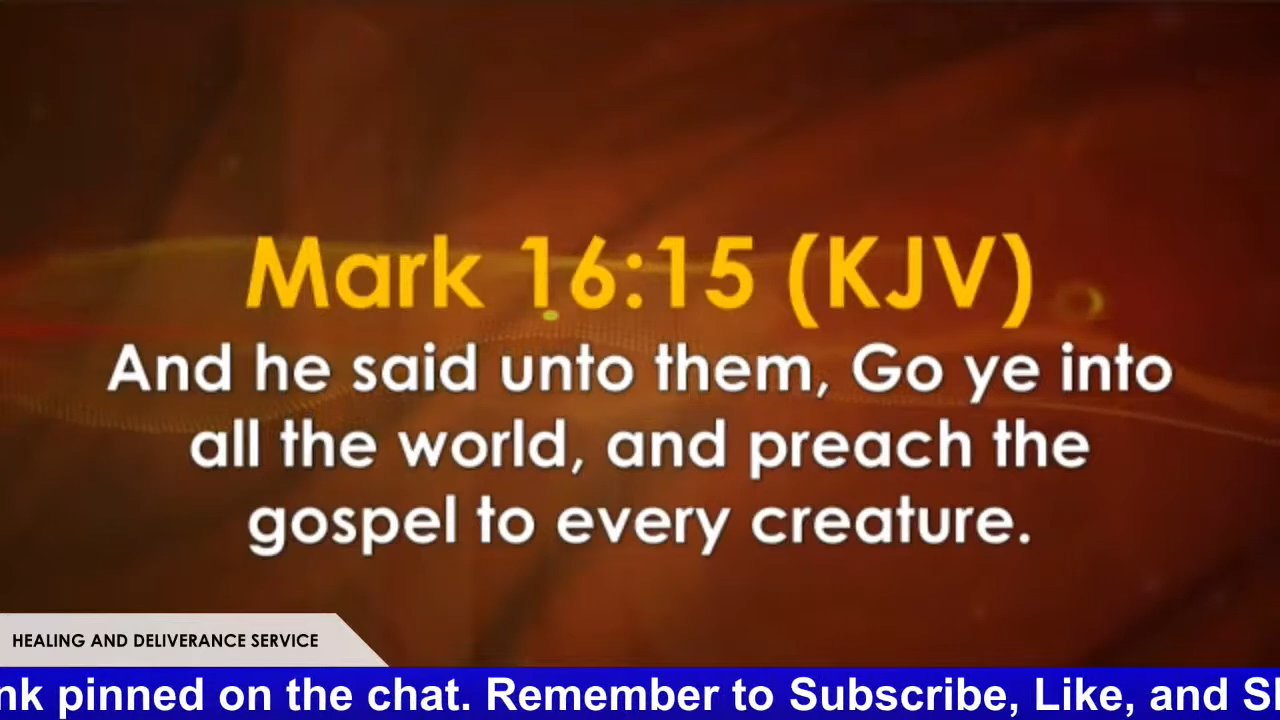 Mark 16:15 (KJV)
And he said unto them, Go ye into
all the world, and preach the
gospel to every creature.
HEALING AND DELIVERANCE SERVICE
pinned on the chat. Remember to Subscribe, Like, and